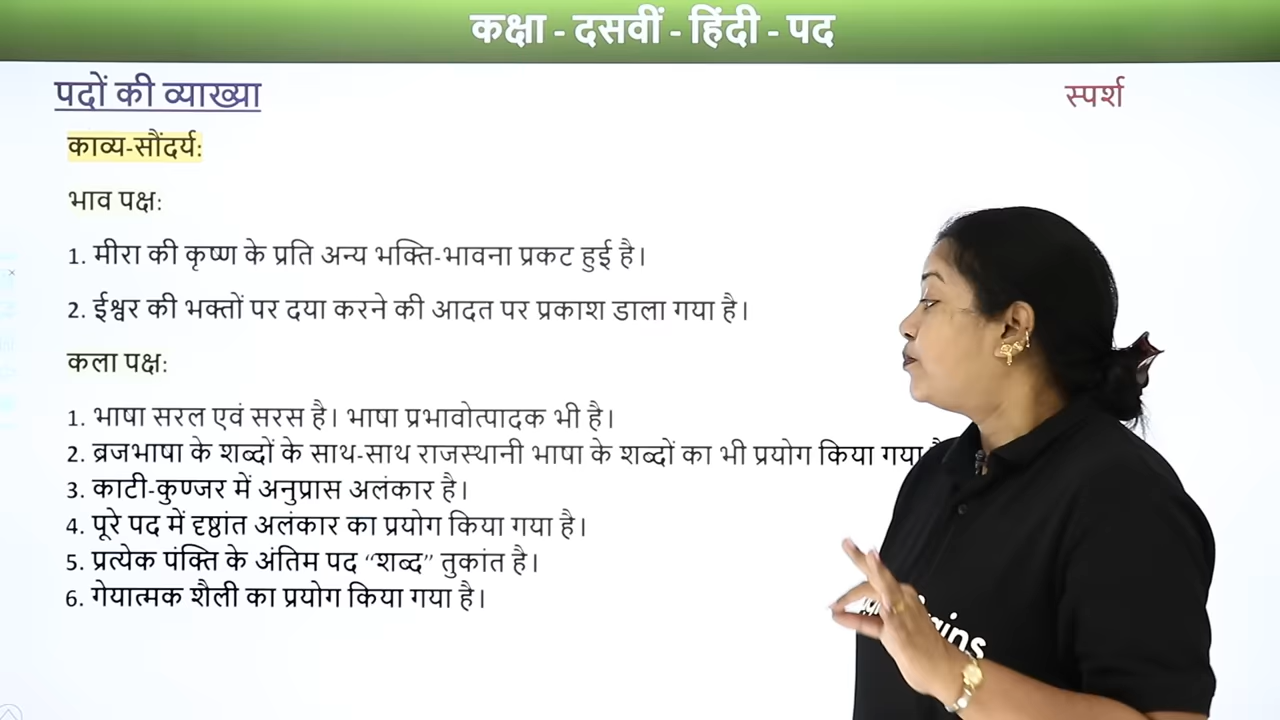 कक्षा - दसवीं - हिंदी - पद
पदों की व्याख्या
स्पर्श
काव्य-सौंदर्य:
भाव पक्ष:
1. मीरा की कृष्ण के प्रति अन्य भक्ति-भावना प्रकट हुई है।
2. ईश्वर की भक्तों पर दया करने की आदत पर प्रकाश डाला गया है।
कला पक्ष:
1. भाषा सरल एवं सरस है। भाषा प्रभावोत्पादक भी है।
2. व्रजभाषा के शब्दों के साथ-साथ राजस्थानी भाषा के शब्दों का भी प्रयोग किया गया
3. काटी-कुण्जर में अनुप्रास अलंकार है।
4. पूरे पद में दृष्ठांत अलंकार का प्रयोग किया गया है।
5. प्रत्येक पंक्ति के अंतिम पद “शब्द” तुकांत है।
6. गेयात्मक शैली का प्रयोग किया गया है।